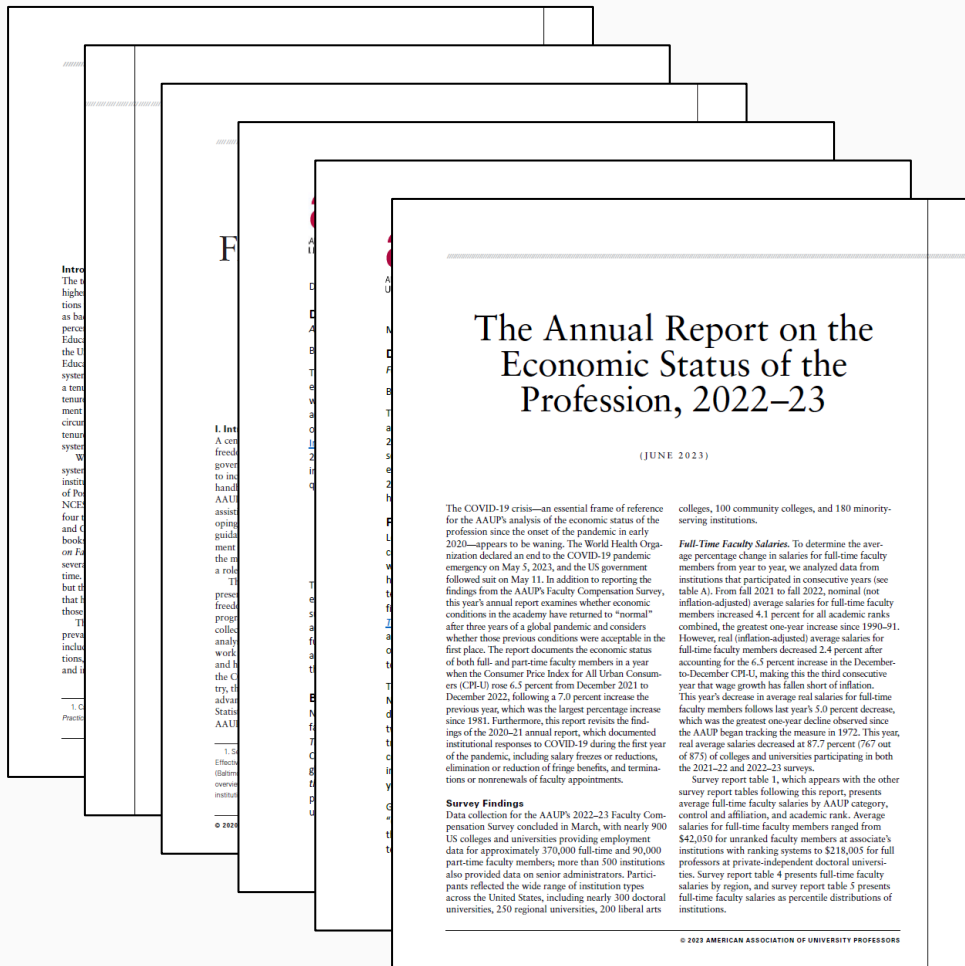 The Annual Report on the
Economic Status of the
Profession, 2022–23
(JUNE 2023)
The COVID-19 crisis—an essential frame of reference
for the AAUP's analysis of the economic status of the
profession since the onset of the pandemic in early
2020—appears to be waning. The World Health Orga-
nization declared an end to the COVID-19 pandemic
emergency on May 5, 2023, and the US government
followed suit on May 11. In addition to reporting the
findings from the AAUP's Faculty Compensation Survey,
this year's annual report examines whether economic
conditions in the academy have returned to "normal"
after three years of a global pandemic and considers
whether those previous conditions were acceptable in the
first place. The report documents the economic status
of both full- and part-time faculty members in a year
when the Consumer Price Index for All Urban Consum-
ers (CPI-U) rose 6.5 percent from December 2021 to
December 2022, following a 7.0 percent increase the
previous year, which was the largest percentage increase
since 1981. Furthermore, this report revisits the find-
ings of the 2020–21 annual report, which documented
institutional responses to COVID-19 during the first year
of the pandemic, including salary freezes or reductions,
elimination or reduction of fringe benefits, and termina-
tions or nonrenewals of faculty appointments.
Survey Findings
Data collection for the AAUP's 2022–23 Faculty Com-
pensation Survey concluded in March, with nearly 900
US colleges and universities providing employment
data for approximately 370,000 full-time and 90,000
part-time faculty members; more than 500 institutions
also provided data on senior administrators. Partici-
pants reflected the wide range of institution types
across the United States, including nearly 300 doctoral
universities, 250 regional universities, 200 liberal arts
colleges, 100 community colleges, and 180 minority-
serving institutions.
Full-Time Faculty Salaries. To determine the aver-
age percentage change in salaries for full-time faculty
members from year to year, we analyzed data from
institutions that participated in consecutive years (see
table A). From fall 2021 to fall 2022, nominal (not
inflation-adjusted) average salaries for full-time faculty
members increased 4.1 percent for all academic ranks
combined, the greatest one-year increase since 1990–91.
However, real (inflation-adjusted) average salaries for
full-time faculty members decreased 2.4 percent after
accounting for the 6.5 percent increase in the December-
to-December CPI-U, making this the third consecutive
year that wage growth has fallen short of inflation.
This year's decrease in average real salaries for full-time
faculty members follows last year's 5.0 percent decrease,
which was the greatest one-year decline observed since
the AAUP began tracking the measure in 1972. This year,
real average salaries decreased at 87.7 percent (767 out
of 875) of colleges and universities participating in both
the 2021–22 and 2022–23 surveys.
Survey report table 1, which appears with the other
survey report tables following this report, presents
average full-time faculty salaries by AAUP category,
control and affiliation, and academic rank. Average
salaries for full-time faculty members ranged from
$42,050 for unranked faculty members at associate's
institutions with ranking systems to $218,005 for full
professors at private-independent doctoral universi-
ties. Survey report table 4 presents full-time faculty
salaries by region, and survey report table 5 presents
full-time faculty salaries as percentile distributions of
institutions.
© 2023 AMERICAN ASSOCIATION OF UNIVERSITY PROFESSORS